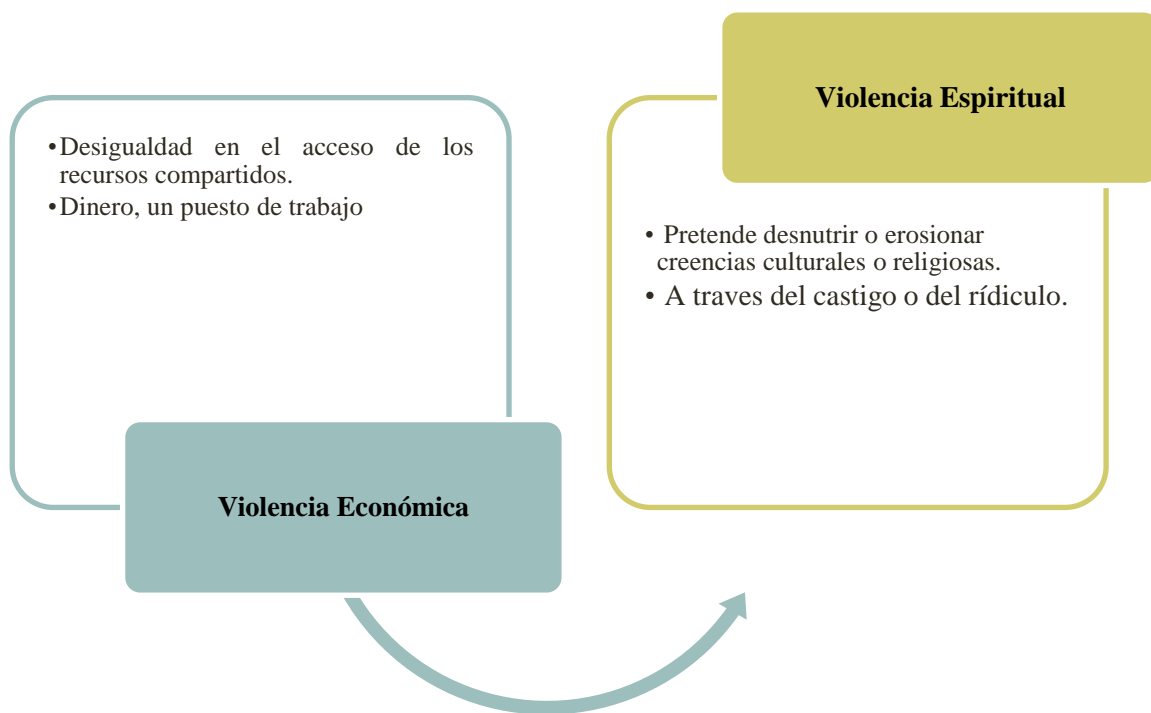 •Desigualdad en el acceso de los
recursos compartidos.
•Dinero, un puesto de trabajo
Violencia Económica
Violencia Espiritual
• Pretende desnutrir o erosionar
creencias culturales o religiosas.
• A traves del castigo o del rídiculo.